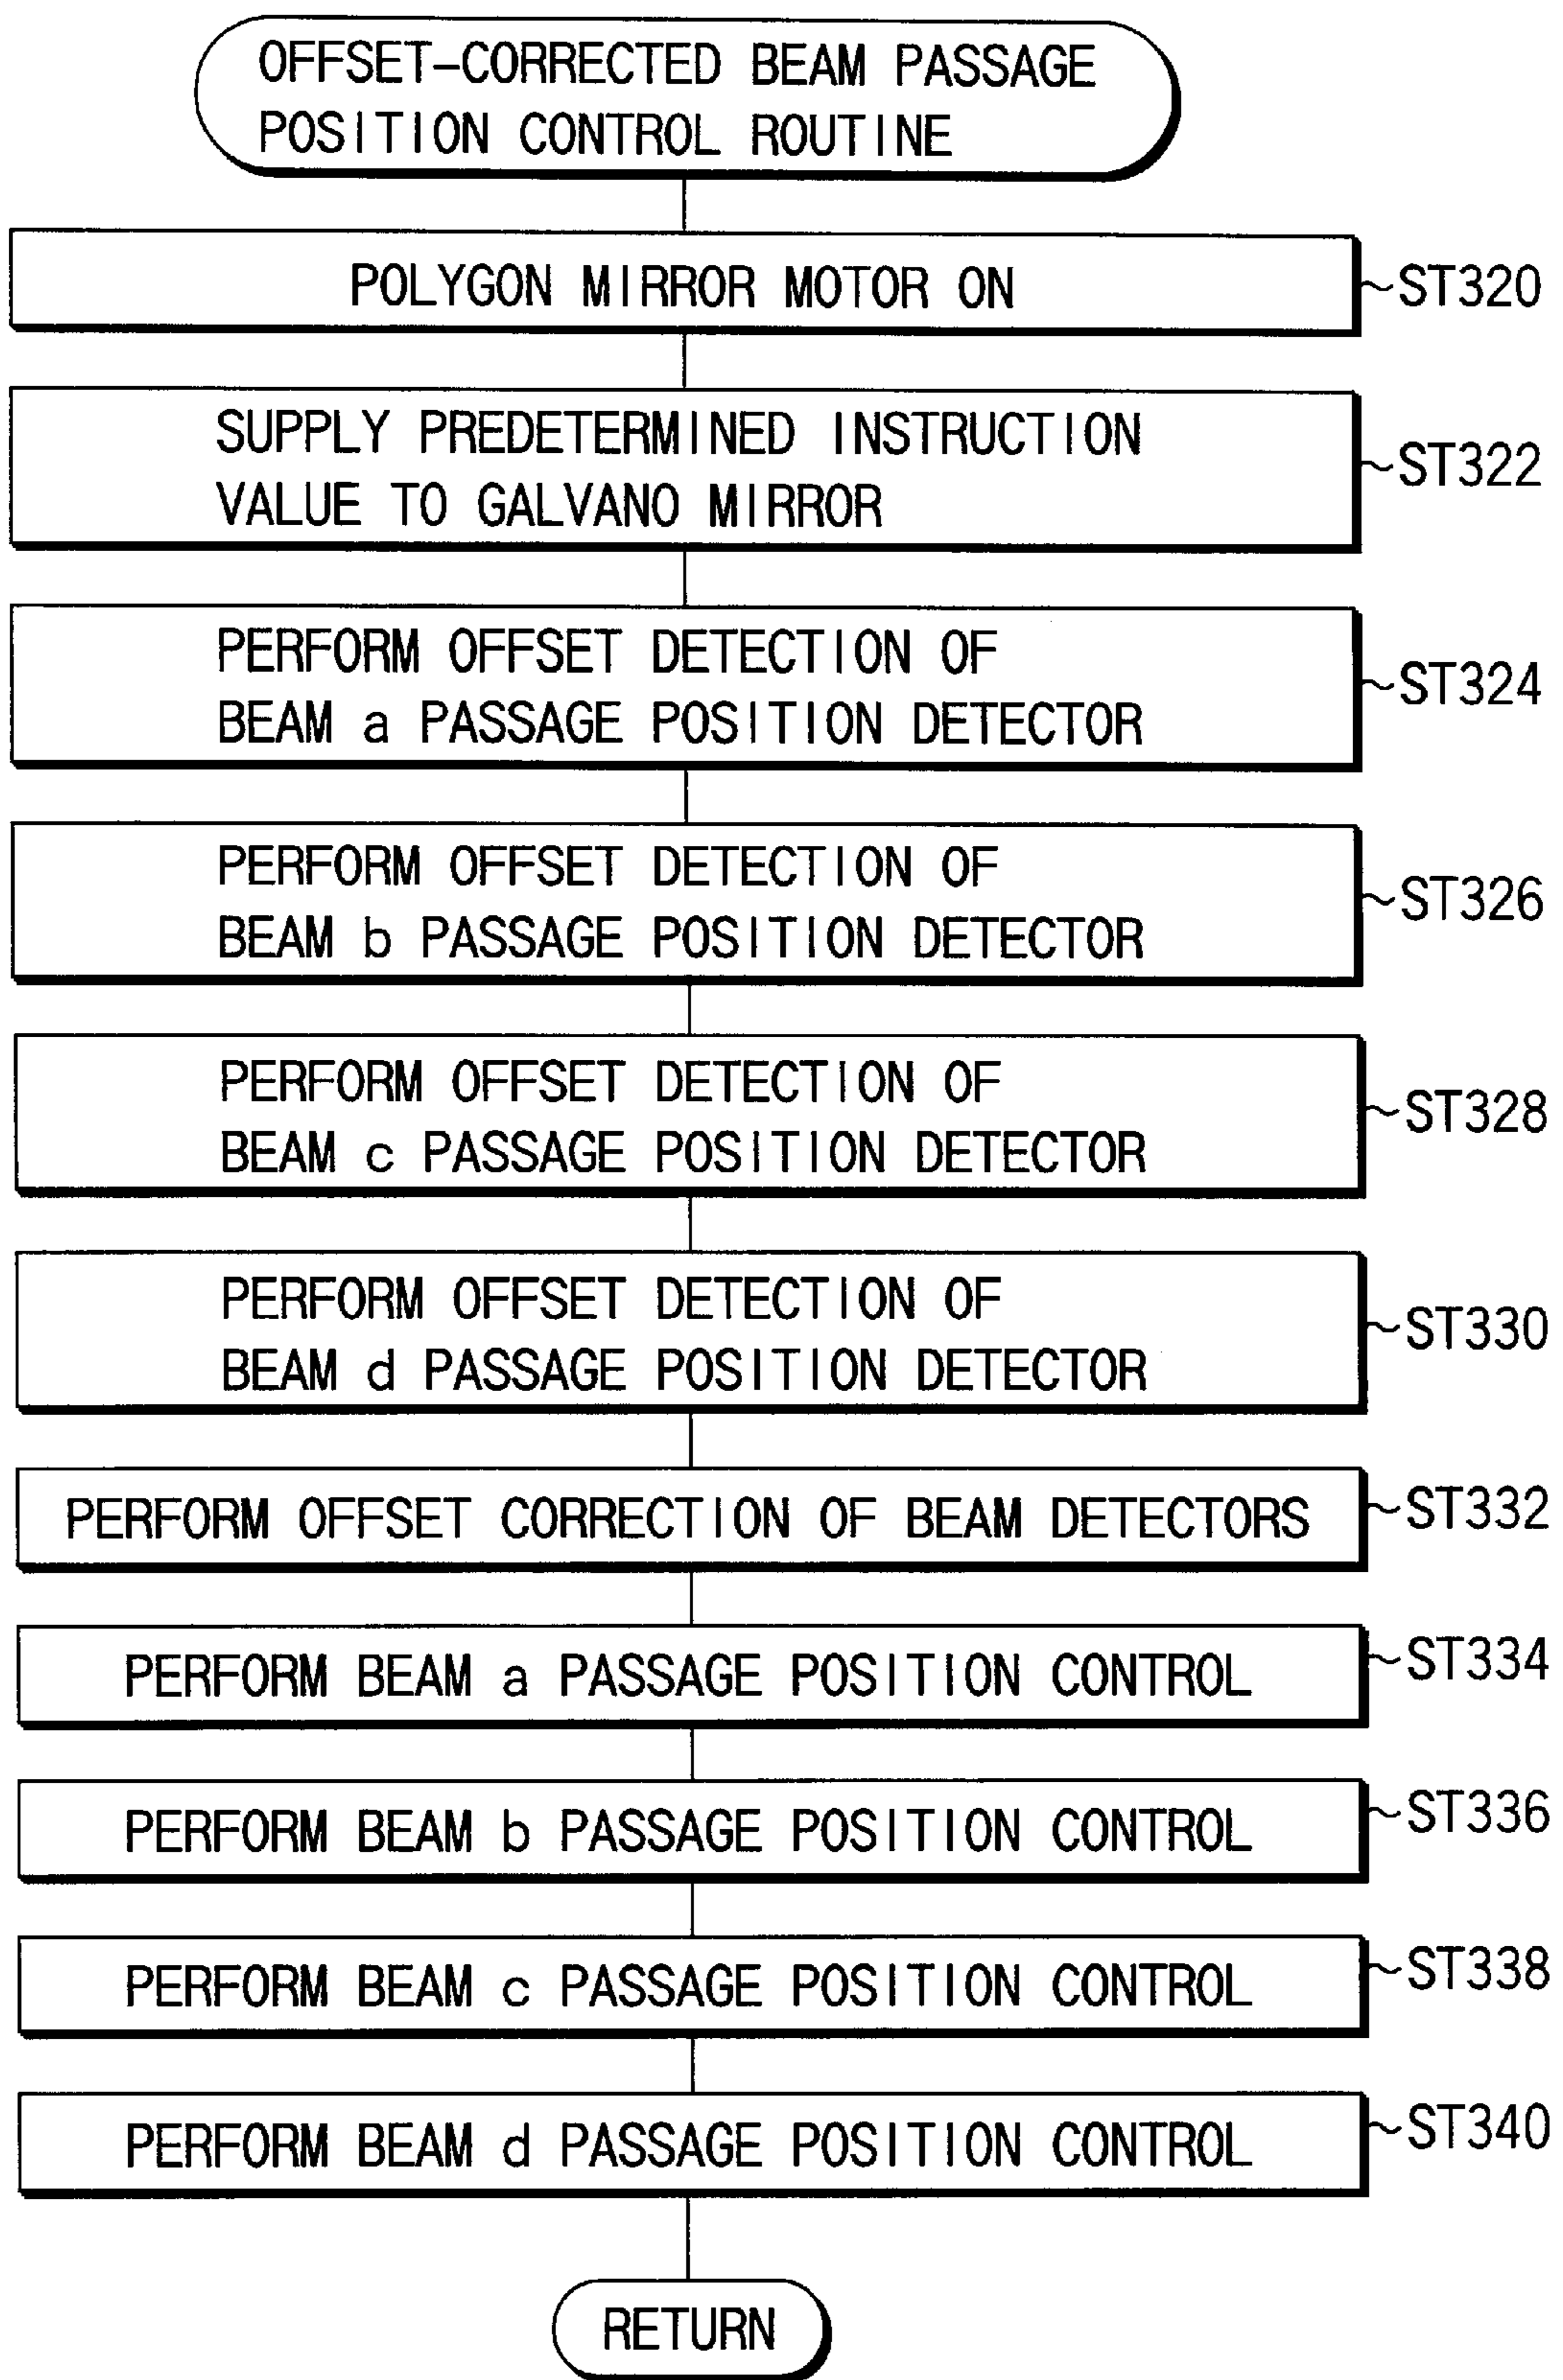 OFFSET-CORRECTED BEAM PASSAGE
POSITION CONTROL ROUTINE
POLYGON MIRROR MOTOR ON
ST320
SUPPLY PREDETERMINED INSTRUCTION
VALUE TO GALVANO MIRROR
ST322
PERFORM OFFSET DETECTION OF
BEAM a PASSAGE POSITION DETECTOR
ST324
PERFORM OFFSET DETECTION OF
BEAM b PASSAGE POSITION DETECTOR
ST326
PERFORM OFFSET DETECTION OF
BEAM c PASSAGE POSITION DETECTOR
ST328
PERFORM OFFSET DETECTION OF
BEAM d PASSAGE POSITION DETECTOR
ST330
PERFORM OFFSET CORRECTION OF BEAM DETECTORS
ST332
PERFORM BEAM a PASSAGE POSITION CONTROL
ST334
PERFORM BEAM b PASSAGE POSITION CONTROL
ST336
PERFORM BEAM c PASSAGE POSITION CONTROL
ST338
PERFORM BEAM d PASSAGE POSITION CONTROL
ST340
RETURN